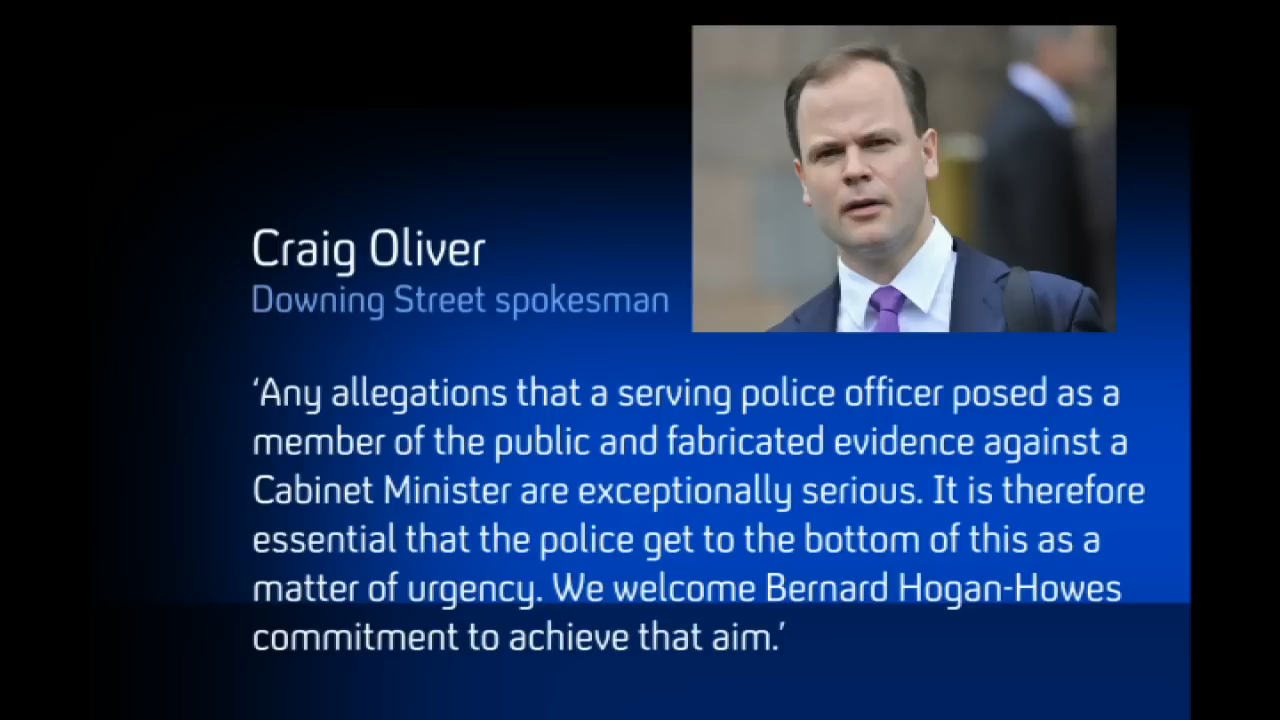 Craig Oliver
Downing Street spokesman
‘Any allegations that a serving police officer posed as a
member of the public and fabricated evidence against a
Cabinet Minister are exceptionally serious. It is therefore
essential that the police get to the bottom of this as a
matter of urgency. We welcome Bernard Hogan-Howes
commitment to achieve that aim.’